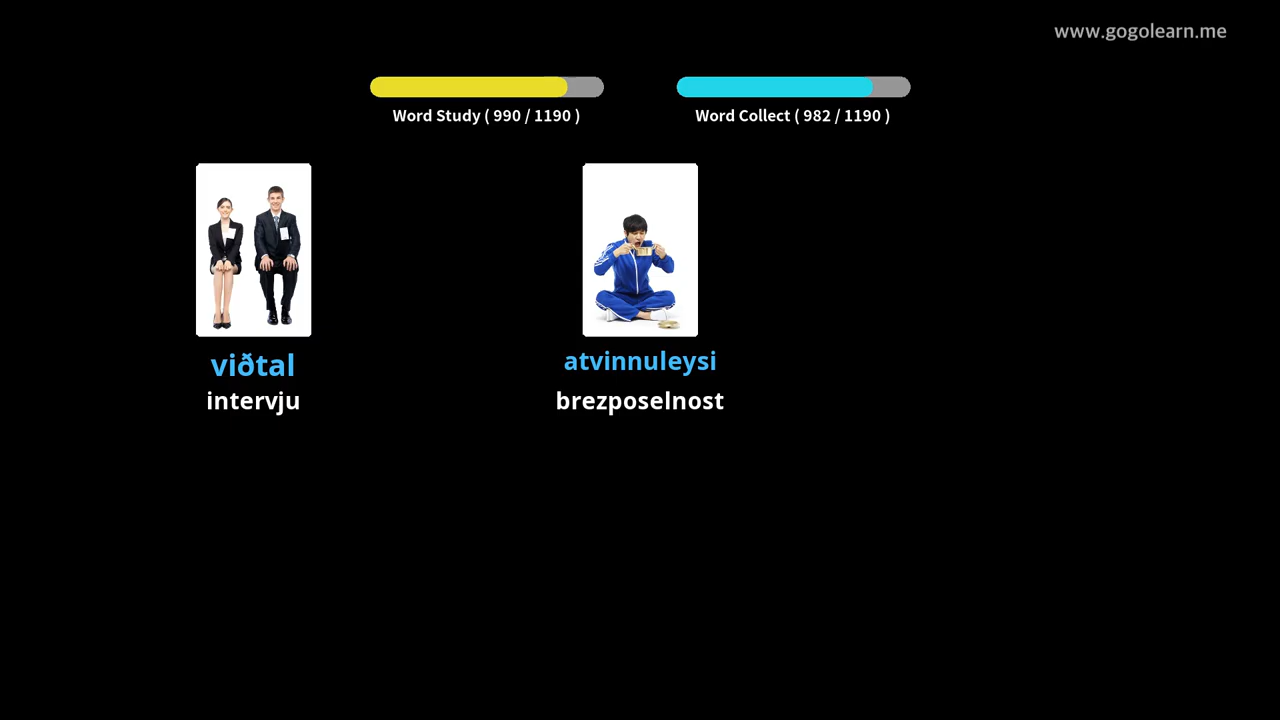 www.gogolearn.me
Word Study ( 990 / 1190 )
Word Collect ( 982 / 1190 )
viðtal
intervju
atvinnuleysi
brezposelnost